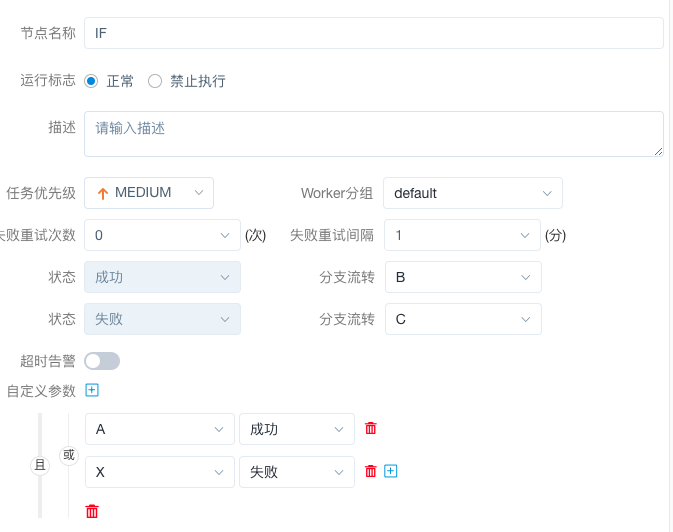 节点名称 IF
运行标志 正常 禁止执行
描述 请输入描述
任务优先级 MEDIUM Worker分组 default
失败重试次数 0 (次) 失败重试间隔 1 (分)
状态 成功 分支流转 B
状态 失败 分支流转 C
超时告警
自定义参数
A 成功
且 或
X 失败